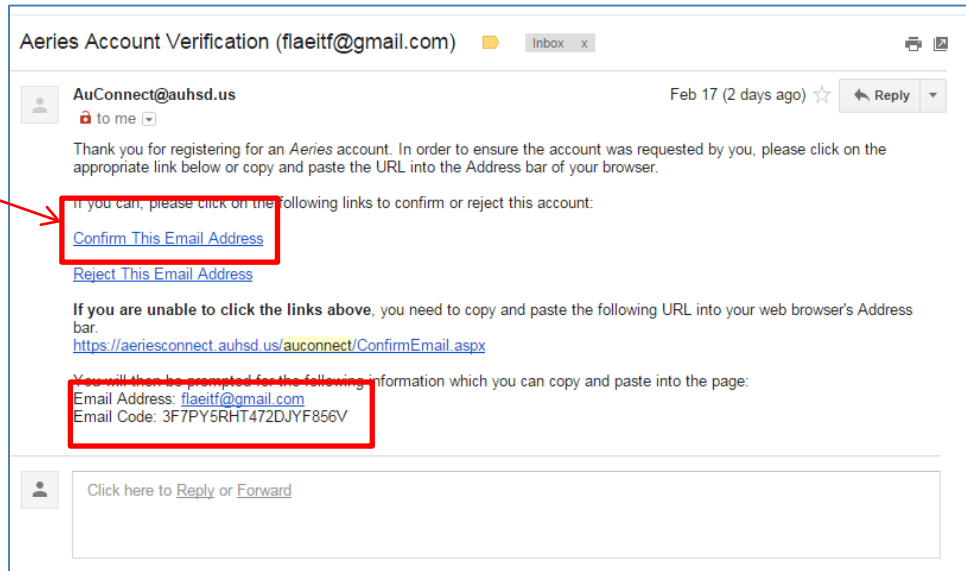 Aeries Account Verification (flaeitf@gmail.com) Inbox x
AuConnect@auhsd.us Feb 17 (2 days ago) Reply
to me
Thank you for registering for an Aeries account. In order to ensure the account was requested by you, please click on the
appropriate link below or copy and paste the URL into the Address bar of your browser.
If you can, please click on the following links to confirm or reject this account:
Confirm This Email Address
Reject This Email Address
If you are unable to click the links above, you need to copy and paste the following URL into your web browser's Address
bar.
https://aeriesconnect.auhsd.us/auconnect/ConfirmEmail.aspx
You will then be prompted for the following information which you can copy and paste into the page:
Email Address: flaeitf@gmail.com
Email Code: 3F7PY5RHT472DJYF856V
Click here to Reply or Forward